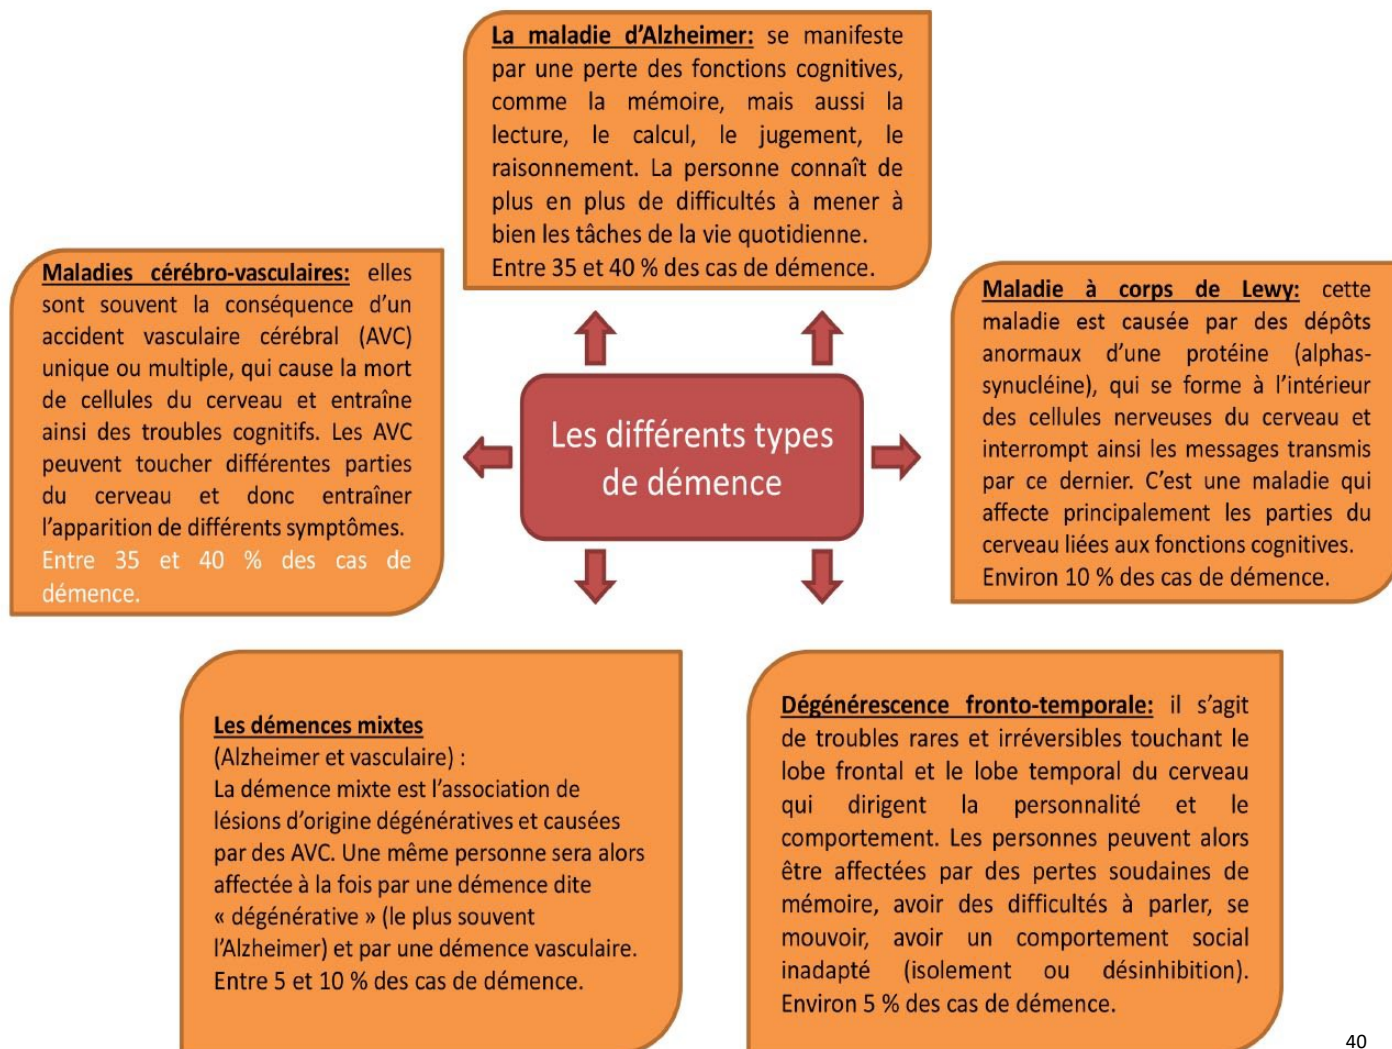 La maladie d'Alzheimer: se manifeste
par une perte des fonctions cognitives,
comme la mémoire, mais aussi la
lecture, le calcul, le jugement, le
raisonnement. La personne connaît de
plus en plus de difficultés à mener à
bien les tâches de la vie quotidienne.
Entre 35 et 40 % des cas de démence.
Maladies cérébro-vasculaires: elles
sont souvent la conséquence d'un
accident vasculaire cérébral (AVC)
unique ou multiple, qui cause la mort
de cellules du cerveau et entraîne
ainsi des troubles cognitifs. Les AVC
peuvent toucher différentes parties
du cerveau et donc entraîner
l'apparition de différents symptômes.
Entre 35 et 40 % des cas de
démence.
Les différents types
de démence
Maladie à corps de Lewy: cette
maladie est causée par des dépôts
anormaux d'une protéine (alphas-
synucléine), qui se forme à l'intérieur
des cellules nerveuses du cerveau et
interrompt ainsi les messages transmis
par ce dernier. C'est une maladie qui
affecte principalement les parties du
cerveau liées aux fonctions cognitives.
Environ 10 % des cas de démence.
Les démences mixtes
(Alzheimer et vasculaire) :
La démence mixte est l'association de
lésions d'origine dégénératives et causées
par des AVC. Une même personne sera alors
affectée à la fois par une démence dite
« dégénérative » (le plus souvent
l'Alzheimer) et par une démence vasculaire.
Entre 5 et 10 % des cas de démence.
Dégénérescence fronto-temporale: il s'agit
de troubles rares et irréversibles touchant le
lobe frontal et le lobe temporal du cerveau
qui dirigent la personnalité et le
comportement. Les personnes peuvent alors
être affectées par des pertes soudaines de
mémoire, avoir des difficultés à parler, se
mouvoir, avoir un comportement social
inadapté (isolement ou désinhibition).
Environ 5 % des cas de démence.
40